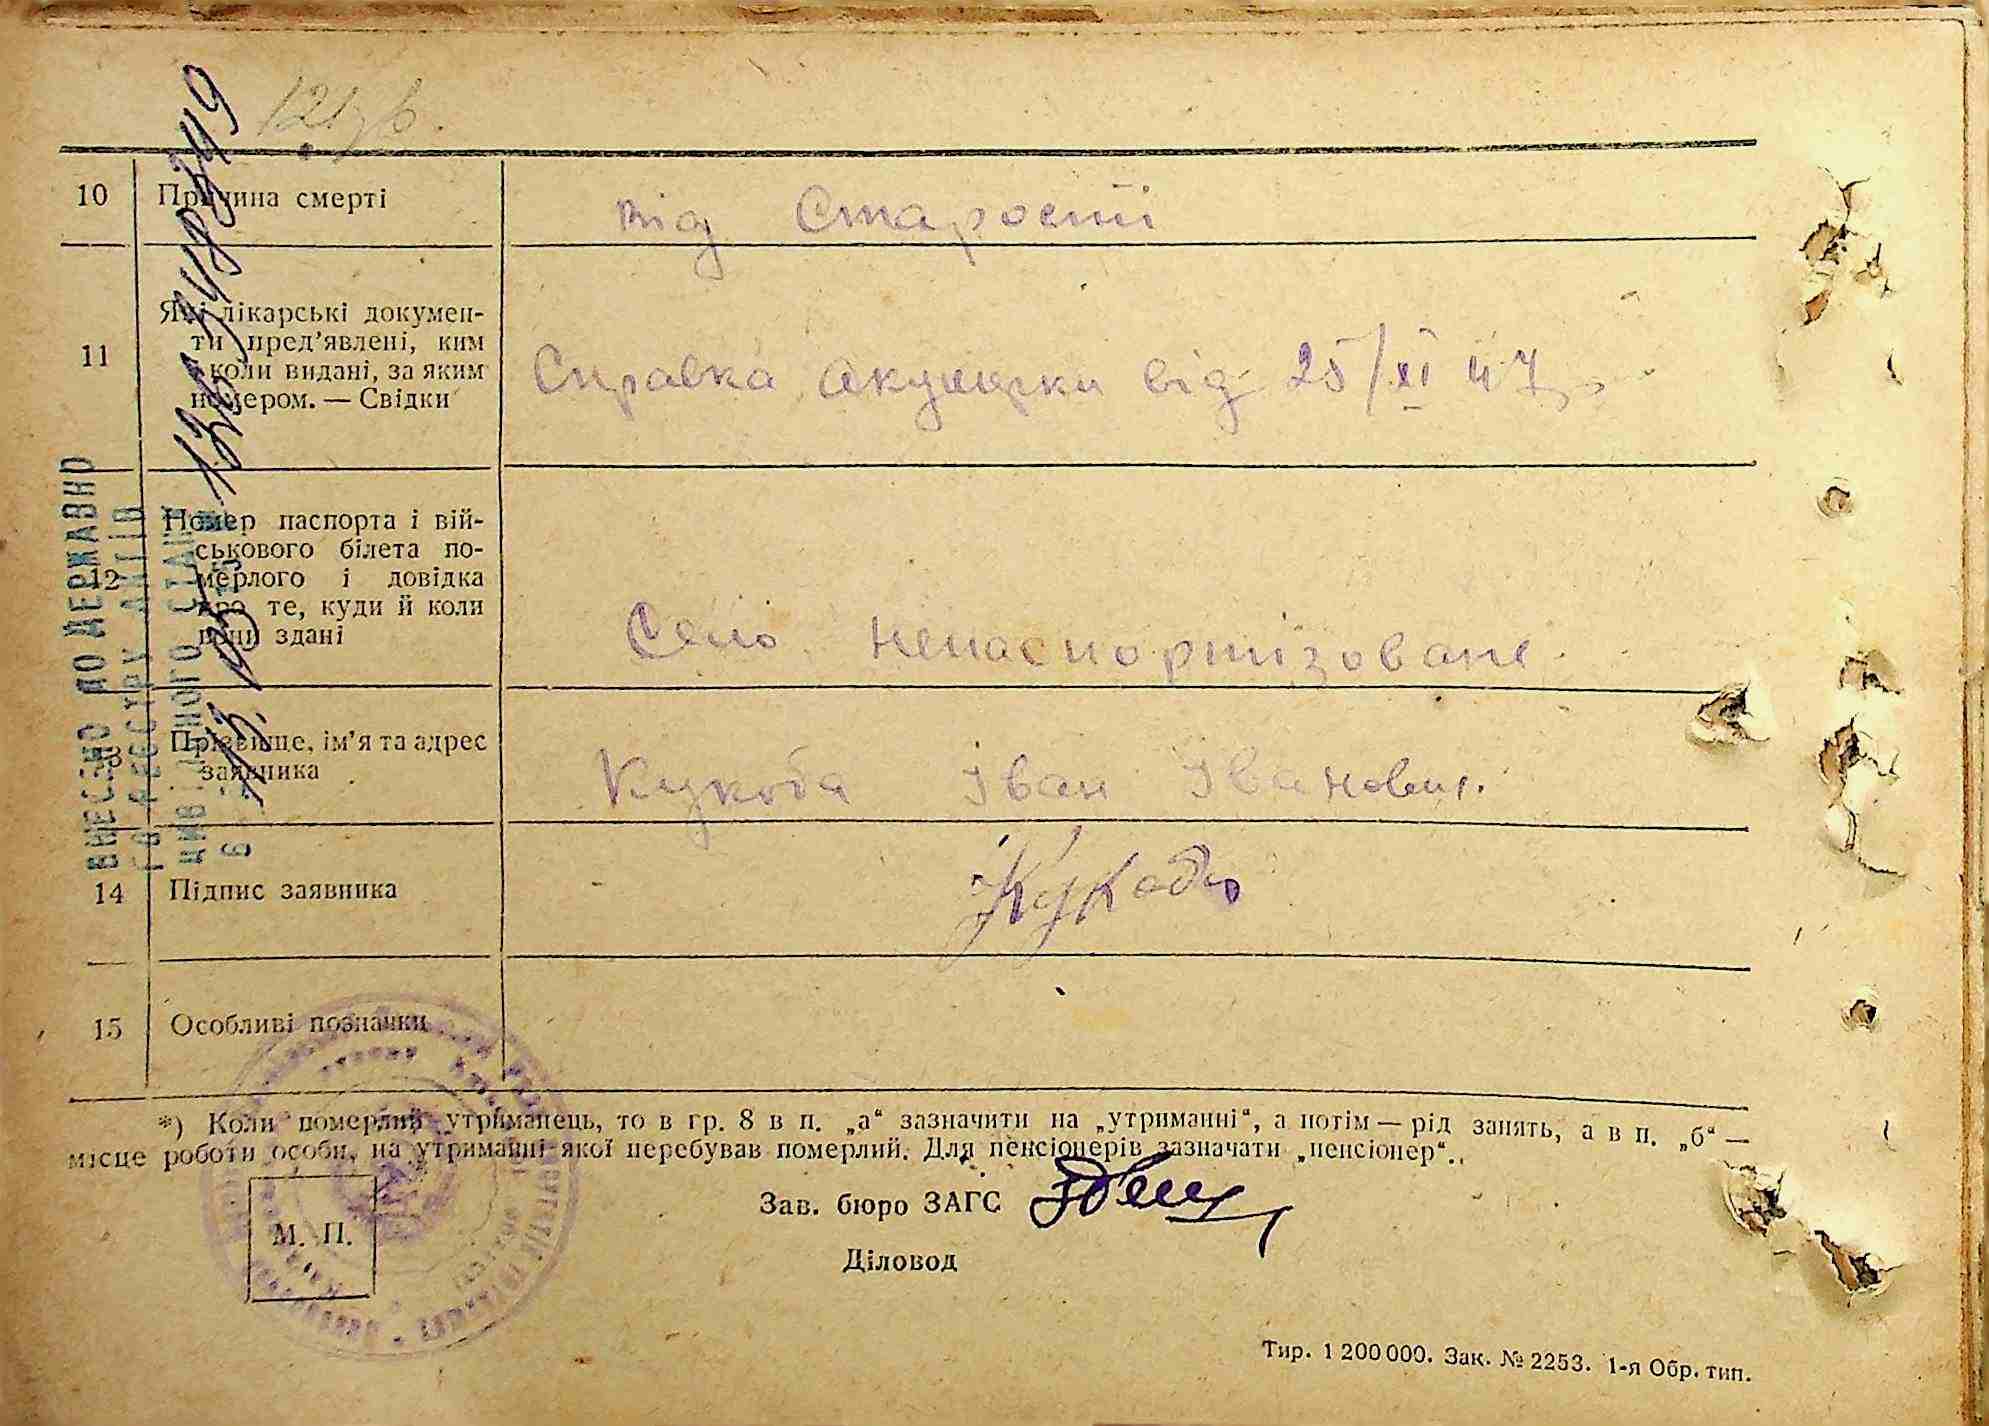 10 Причина смерті від Старости
11 Які лікарські докумен-
ти пред’явлені, ким
і коли видані, за яким
номером. — Свідки
Справка акушерки від 25/XI 47 р
12 Номер паспорта і вій-
ськового білета по-
мерлого і довідка
про те, куди й коли
вони здані
Село непаспортізоване
13 Прізвище, ім’я та адрес
заявника
Кукоба Іван Іванович.
14 Підпис заявника
Кукоба
15 Особливі позначки
*) Коли померлий утриманець, то в гр. 8 в п. „а“ зазначити на „утриманні“, а потім — рід занять, а в п. „б“ —
місце роботи особи, на утриманні якої перебував померлий. Для пенсіонерів зазначати „пенсіонер“.
Зав. бюро ЗАГС
М. П.
Діловод
Тир. 1 200 000. Зак. № 2253. 1-я Обр. тип.
ВНЕСЕНО ДО ДЕРЖАВНО
ГО РЕЄСТРУ АКТІВ
ЦИВІЛЬНОГО СТАНУ